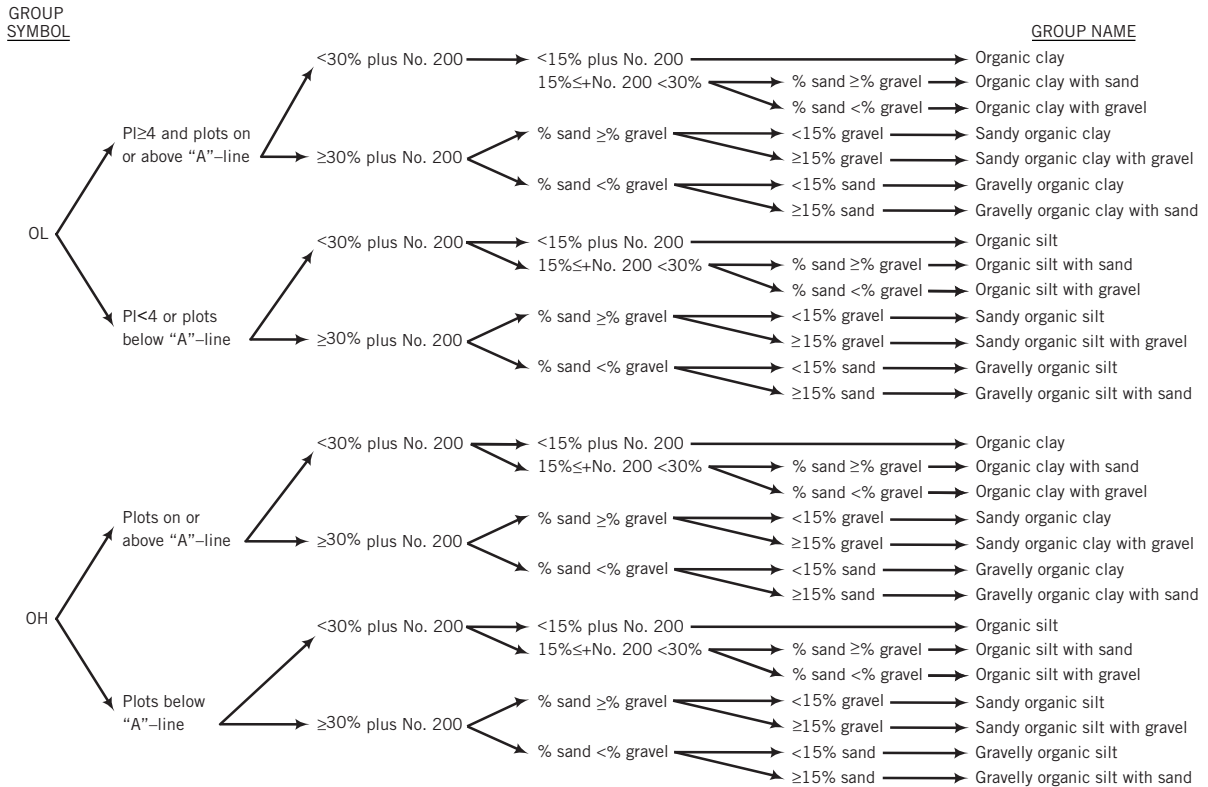 GROUP
SYMBOL
GROUP NAME
<30% plus No. 200 <15% plus No. 200 Organic clay
15%≤+No. 200 <30% % sand ≥% gravel Organic clay with sand
% sand <% gravel Organic clay with gravel
PI≥4 and plots on
or above “A”–line
≥30% plus No. 200 % sand ≥% gravel <15% gravel Sandy organic clay
≥15% gravel Sandy organic clay with gravel
% sand <% gravel <15% sand Gravelly organic clay
≥15% sand Gravelly organic clay with sand
OL
<30% plus No. 200 <15% plus No. 200 Organic silt
15%≤+No. 200 <30% % sand ≥% gravel Organic silt with sand
% sand <% gravel Organic silt with gravel
PI<4 or plots
below “A”–line
≥30% plus No. 200 % sand ≥% gravel <15% gravel Sandy organic silt
≥15% gravel Sandy organic silt with gravel
% sand <% gravel <15% sand Gravelly organic silt
≥15% sand Gravelly organic silt with sand
<30% plus No. 200 <15% plus No. 200 Organic clay
15%≤+No. 200 <30% % sand ≥% gravel Organic clay with sand
% sand <% gravel Organic clay with gravel
Plots on or
above “A”–line
≥30% plus No. 200 % sand ≥% gravel <15% gravel Sandy organic clay
≥15% gravel Sandy organic clay with gravel
% sand <% gravel <15% sand Gravelly organic clay
≥15% sand Gravelly organic clay with sand
OH
<30% plus No. 200 <15% plus No. 200 Organic silt
15%≤+No. 200 <30% % sand ≥% gravel Organic silt with sand
% sand <% gravel Organic silt with gravel
Plots below
“A”–line
≥30% plus No. 200 % sand ≥% gravel <15% gravel Sandy organic silt
≥15% gravel Sandy organic silt with gravel
% sand <% gravel <15% sand Gravelly organic silt
≥15% sand Gravelly organic silt with sand